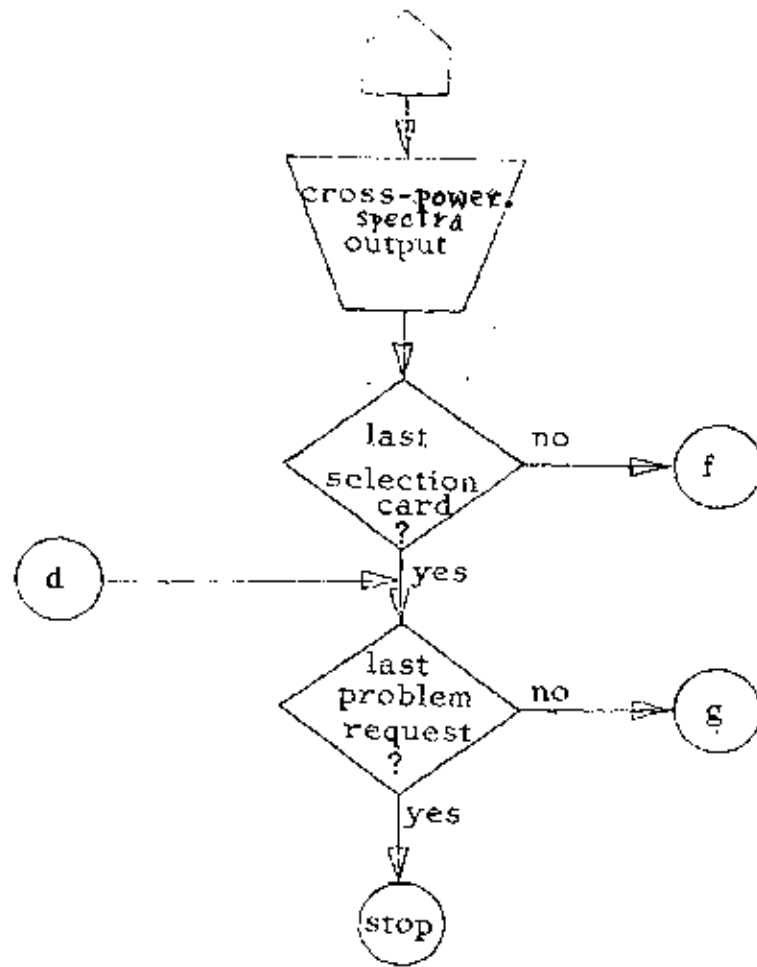 cross-power.
spectra
output
last
no
selection
card
?
f
d
yes
last
problem
no
request
?
g
yes
stop